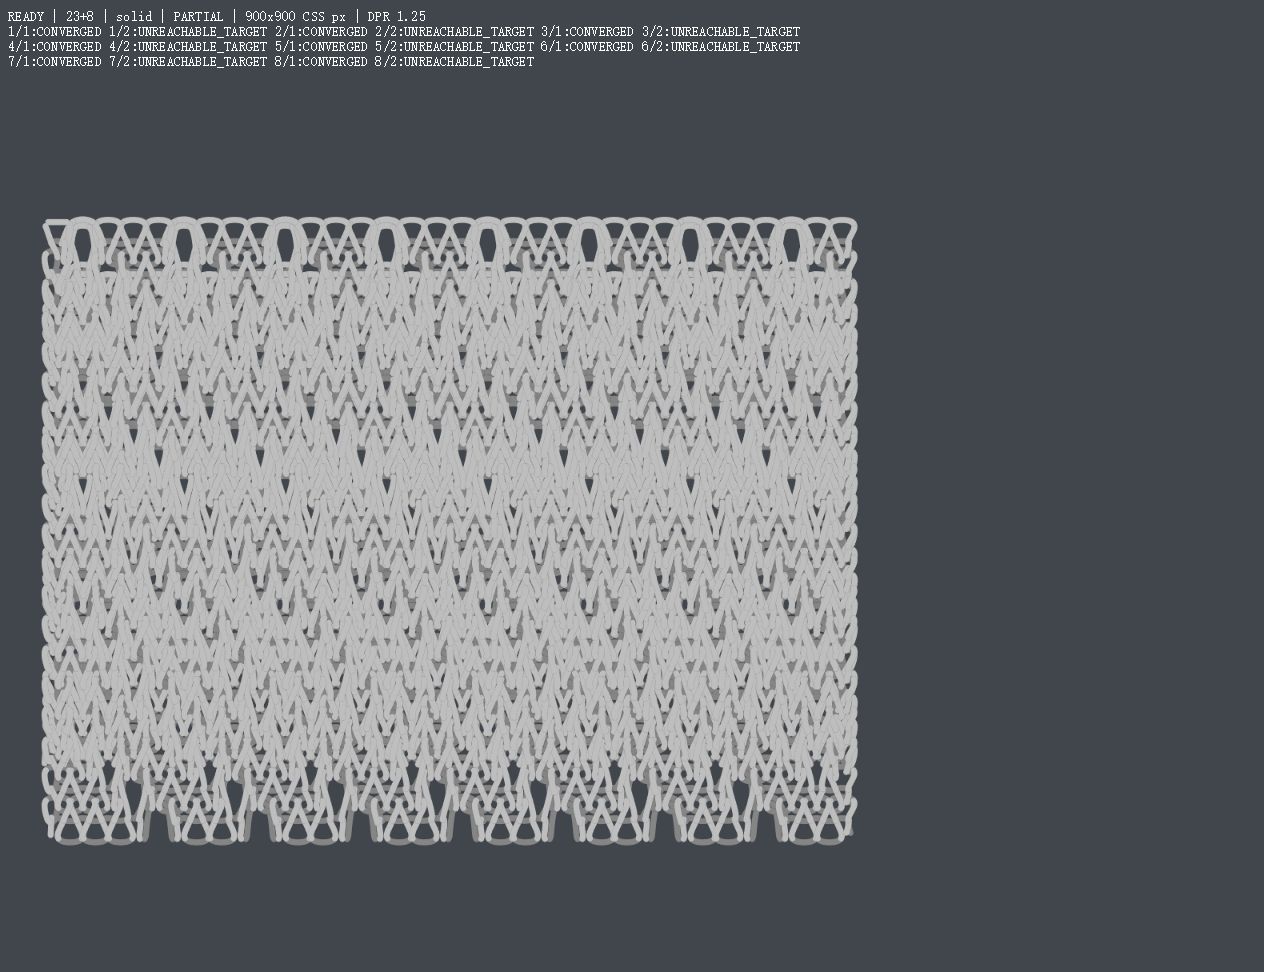 READY | 23+8 | solid | PARTIAL | 900x900 CSS px | DPR 1.25
1/1:CONVERGED 1/2:UNREACHABLE_TARGET 2/1:CONVERGED 2/2:UNREACHABLE_TARGET 3/1:CONVERGED 3/2:UNREACHABLE_TARGET
4/1:CONVERGED 4/2:UNREACHABLE_TARGET 5/1:CONVERGED 5/2:UNREACHABLE_TARGET 6/1:CONVERGED 6/2:UNREACHABLE_TARGET
7/1:CONVERGED 7/2:UNREACHABLE_TARGET 8/1:CONVERGED 8/2:UNREACHABLE_TARGET